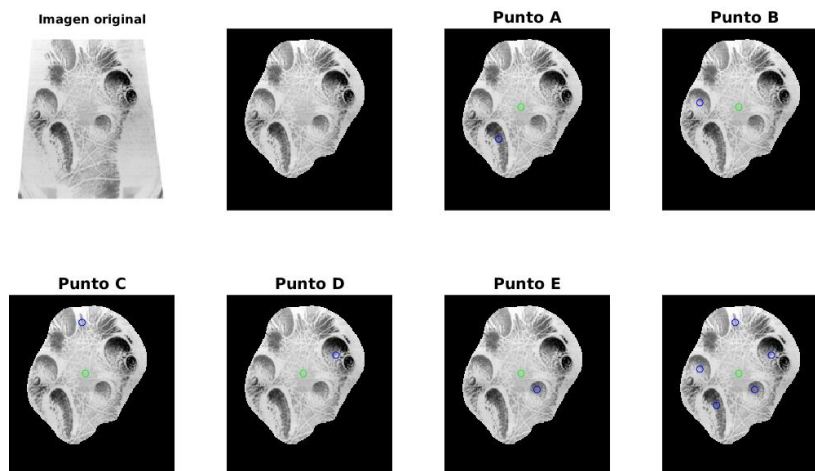 Imagen original
Punto A
Punto B
Punto C
Punto D
Punto E